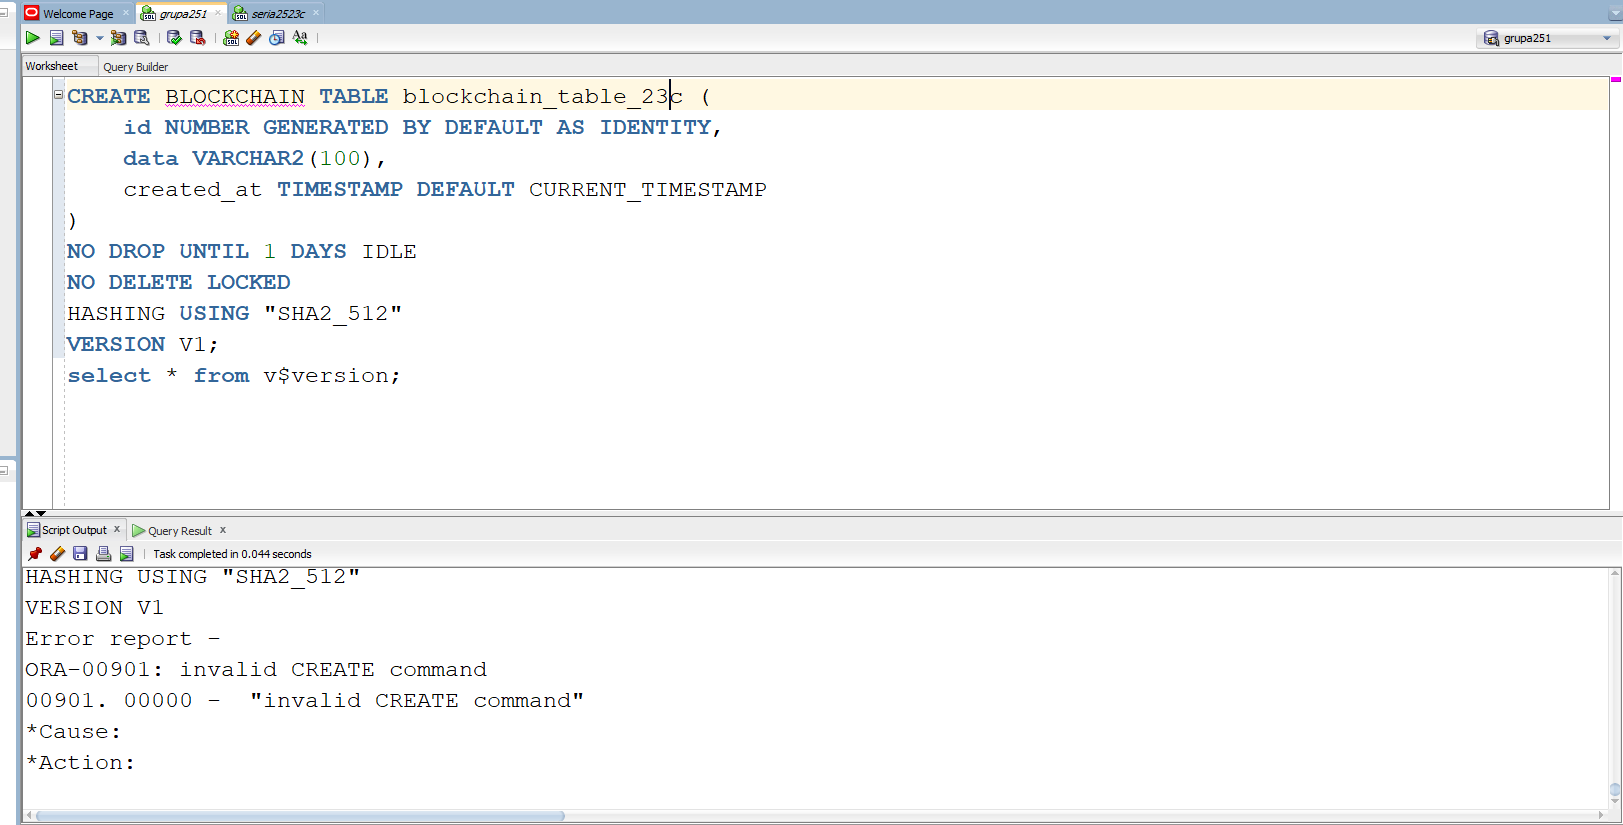 Welcome Page
grupa251
seria2523c
grupa251
Worksheet
Query Builder
CREATE BLOCKCHAIN TABLE blockchain_table_23c (
id NUMBER GENERATED BY DEFAULT AS IDENTITY,
data VARCHAR2(100),
created_at TIMESTAMP DEFAULT CURRENT_TIMESTAMP
)
NO DROP UNTIL 1 DAYS IDLE
NO DELETE LOCKED
HASHING USING "SHA2_512"
VERSION V1;
select * from v$version;
Script Output
Query Result
Task completed in 0.044 seconds
HASHING USING "SHA2_512"
VERSION V1
Error report -
ORA-00901: invalid CREATE command
00901. 00000 -  "invalid CREATE command"
*Cause:
*Action: